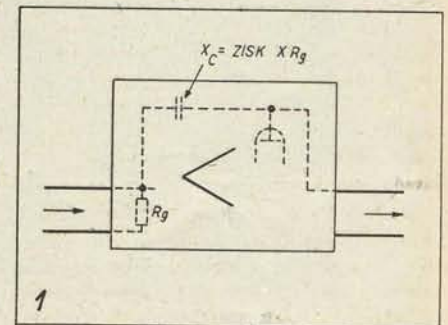 X_C = ZISK X R_g
R_g
1